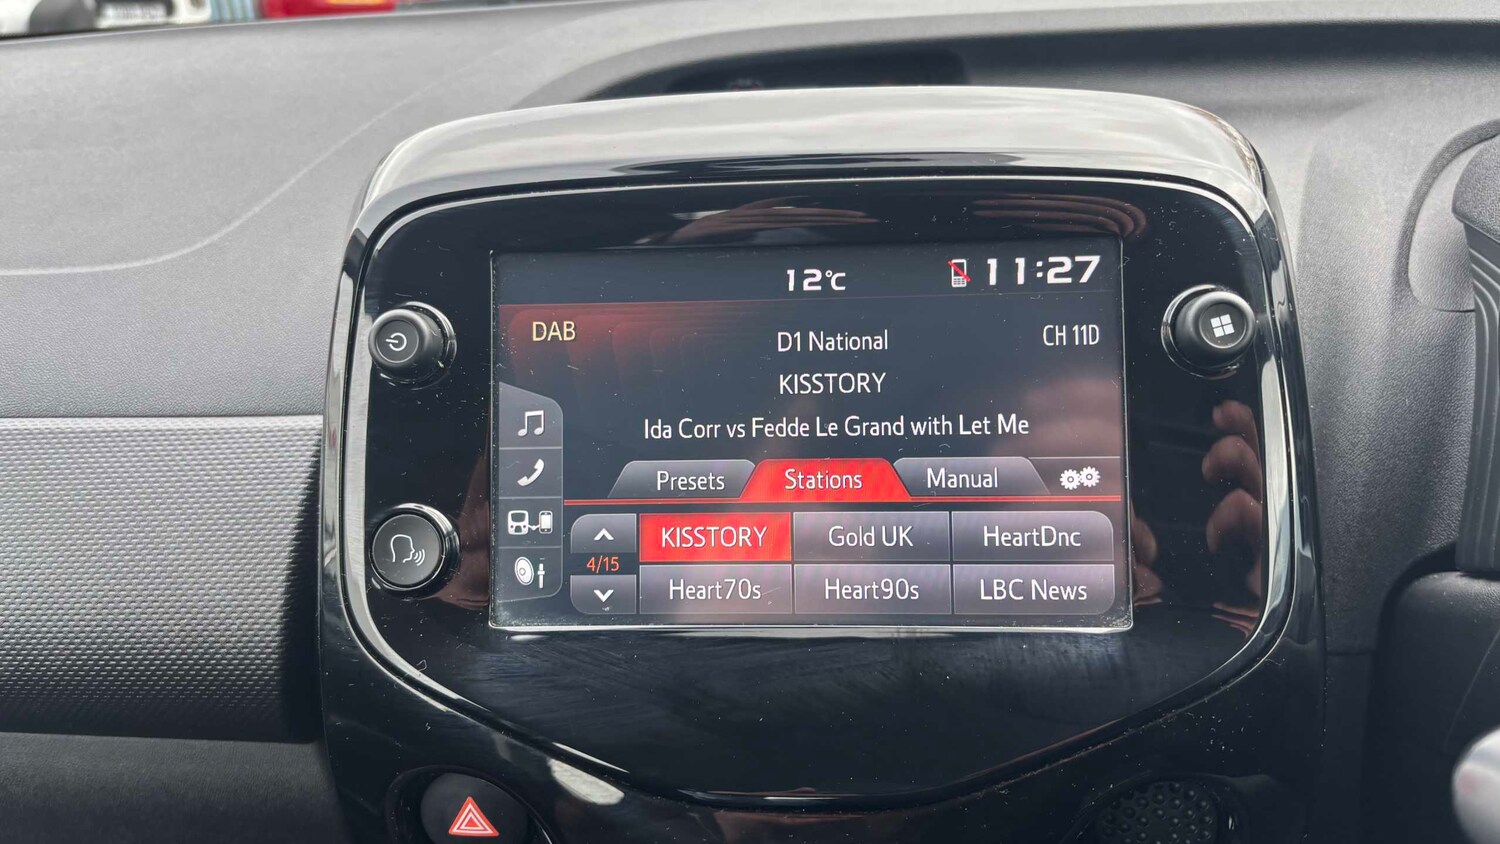 12°C 11:27
DAB D1 National CH 11D
KISSTORY
Ida Corr vs Fedde Le Grand with Let Me
Presets Stations Manual
KISSTORY Gold UK HeartDnc
4/15
Heart70s Heart90s LBC News